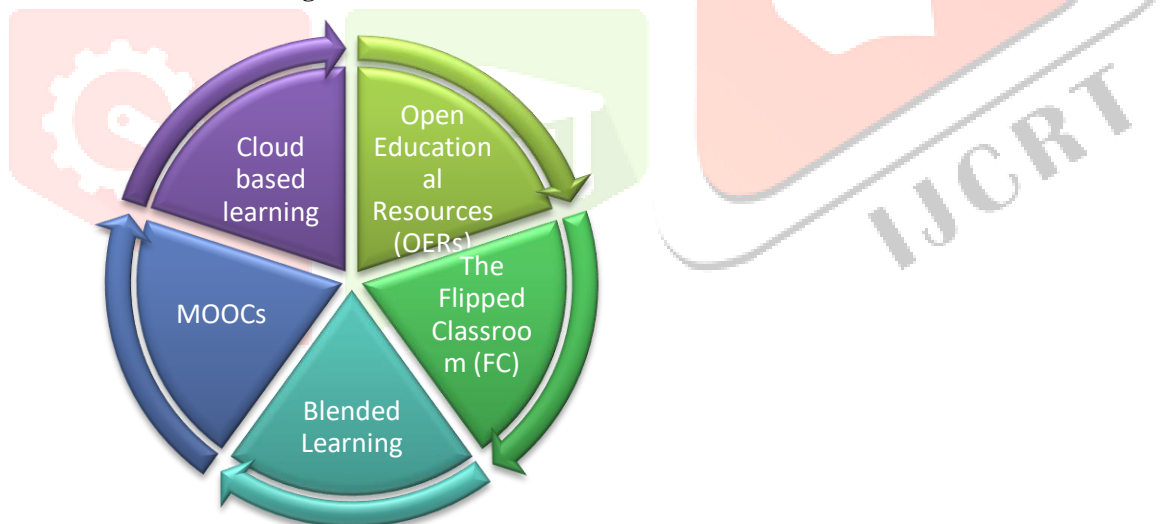 Cloud
based
learning
Open
Education
al
Resources
(OERs)
The
Flipped
Classroo
m (FC)
Blended
Learning
MOOCs
IJCRT